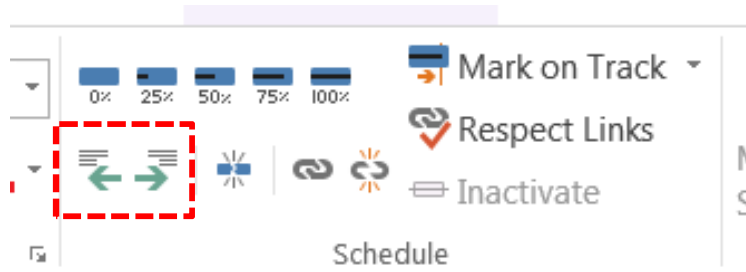 0% 25% 50% 75% 100%
Mark on Track
Respect Links
Inactivate
Schedule
M
S